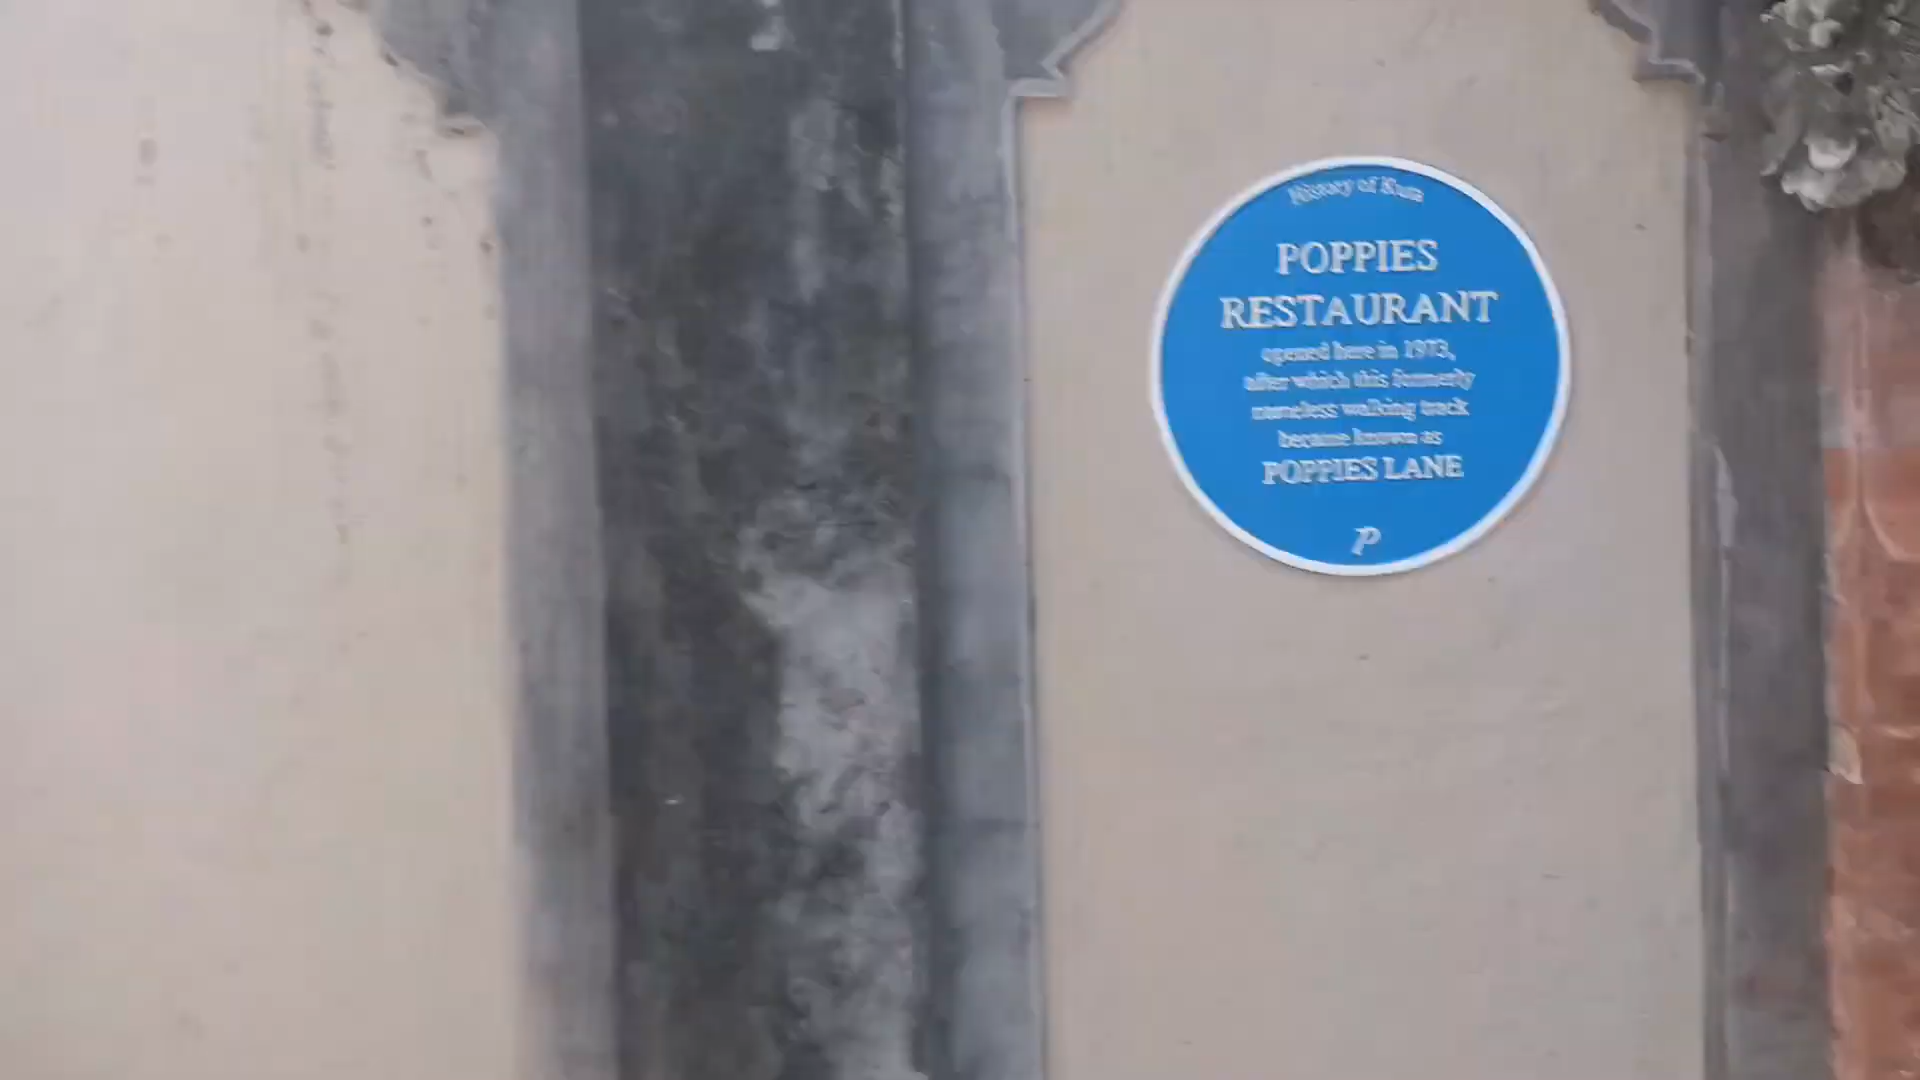 History of Kuta
POPPIES
RESTAURANT
opened here in 1973,
after which this formerly
nameless walking track
became known as
POPPIES LANE
P